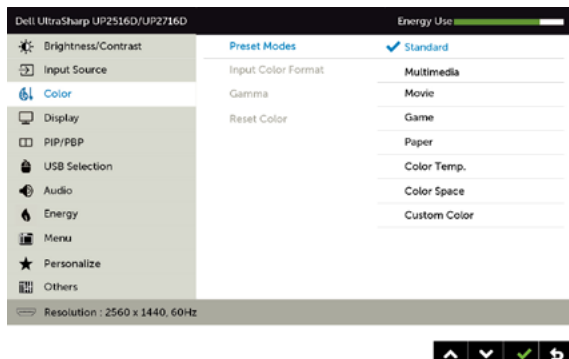 Dell UltraSharp UP2516D/UP2716D Energy Use
Brightness/Contrast Preset Modes Standard
Input Source Input Color Format Multimedia
Color Gamma Movie
Display Reset Color Game
PIP/PBP Paper
USB Selection Color Temp.
Audio Color Space
Energy Custom Color
Menu
Personalize
Others
Resolution : 2560 x 1440, 60Hz